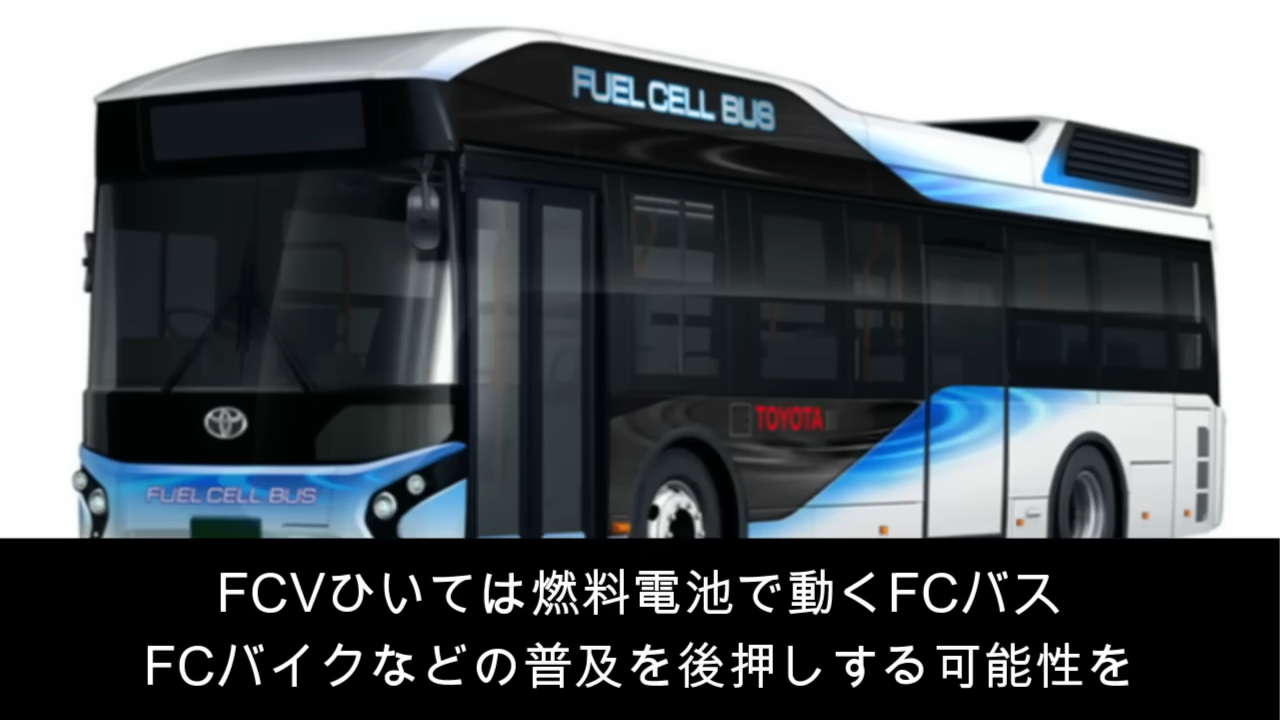 FUEL CELL BUS
TOYOTA
FUEL CELL BUS
FCVひいては燃料電池で動くFCバス
FCバイクなどの普及を後押しする可能性を